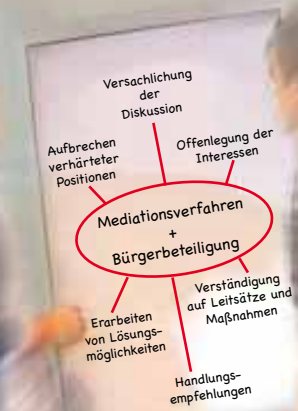 Versachlichung
der
Diskussion
Aufbrechen
verhärteter
Positionen
Offenlegung der
Interessen
Mediationsverfahren
+
Bürgerbeteiligung
Verständigung
auf Leitsätze und
Maßnahmen
Erarbeiten
von Lösungs-
möglichkeiten
Handlungs-
empfehlungen